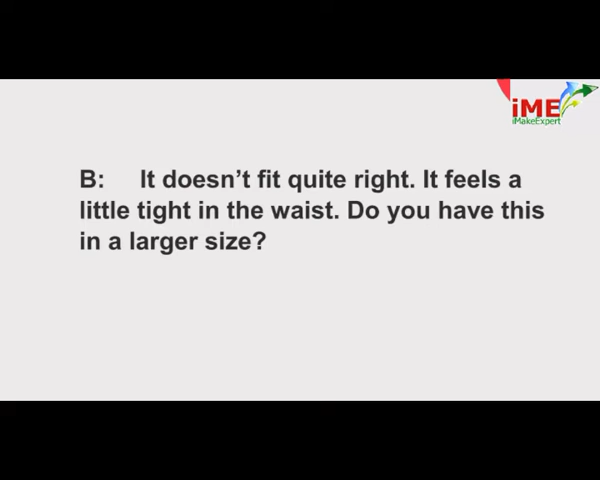 iME
iMakeExpert
B: It doesn’t fit quite right. It feels a
little tight in the waist. Do you have this
in a larger size?